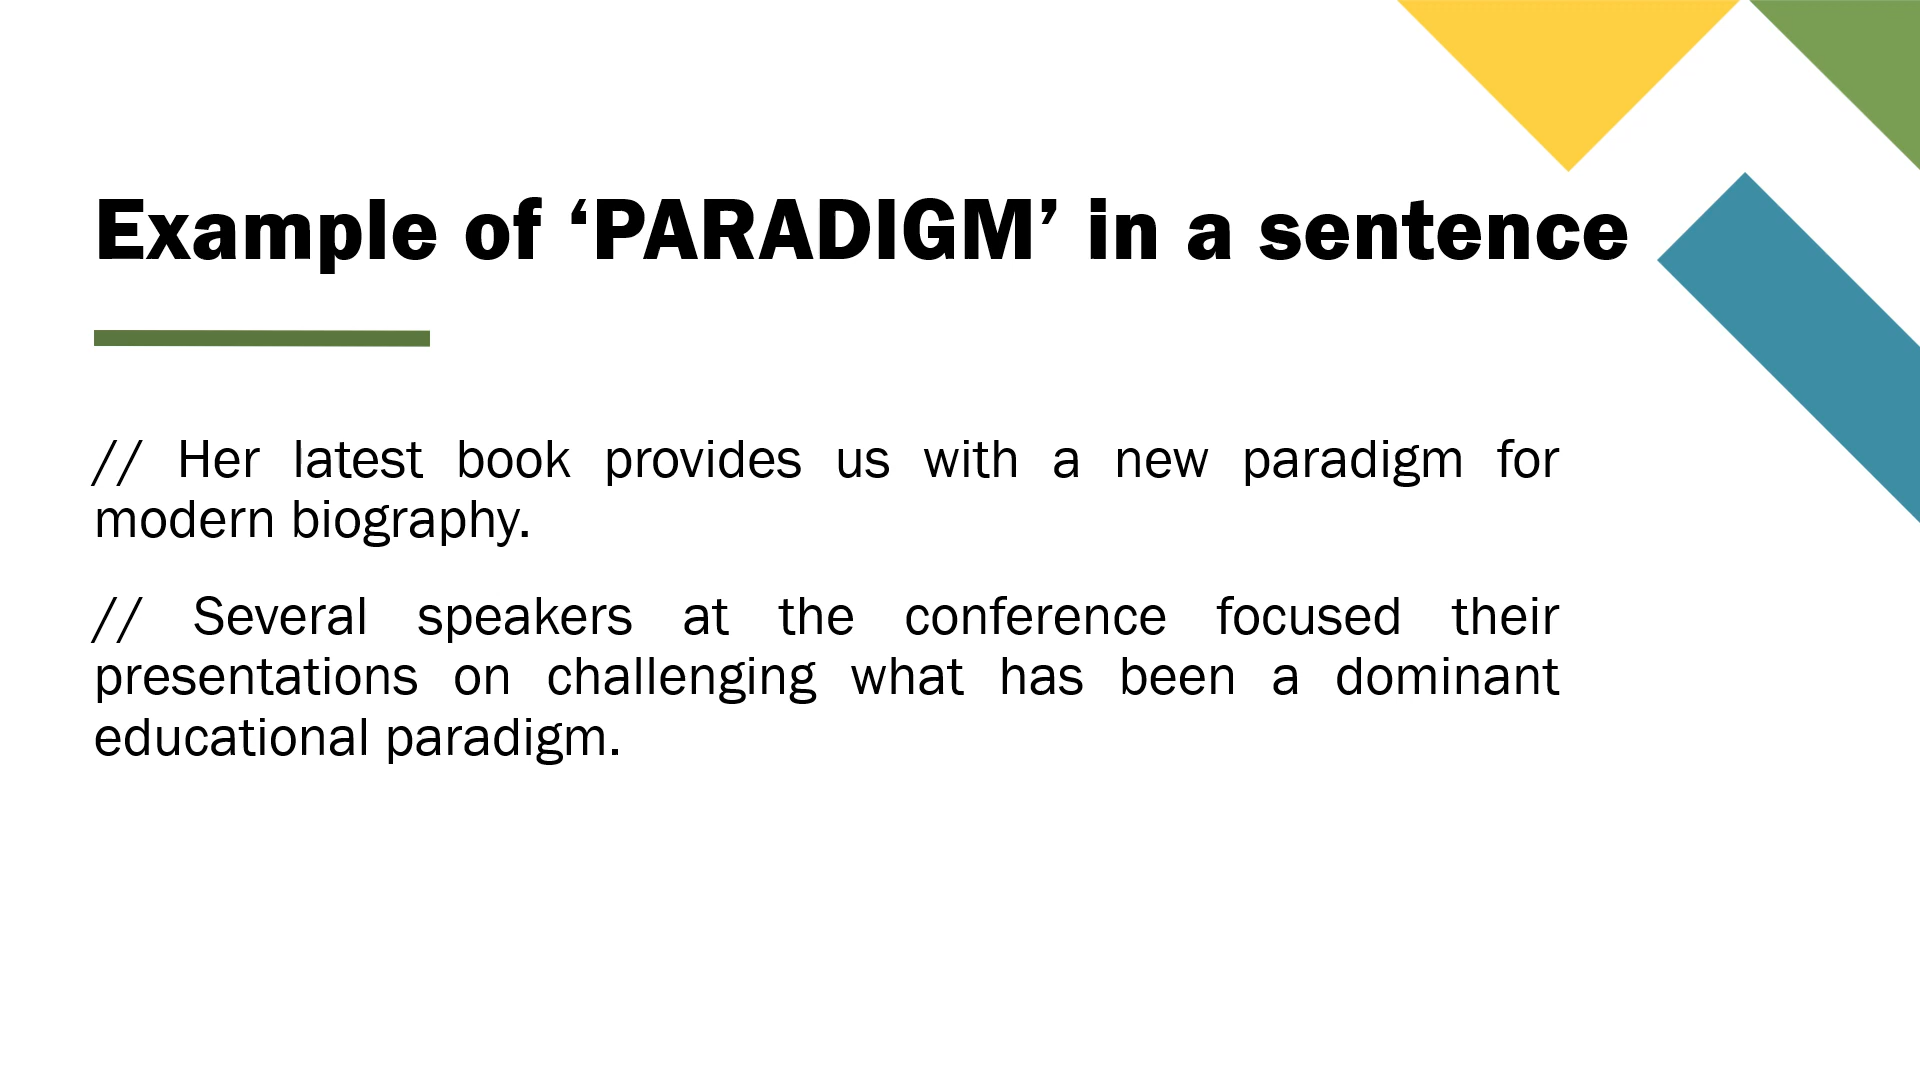 Example of ‘PARADIGM’ in a sentence
// Her latest book provides us with a new paradigm for
modern biography.
// Several speakers at the conference focused their
presentations on challenging what has been a dominant
educational paradigm.